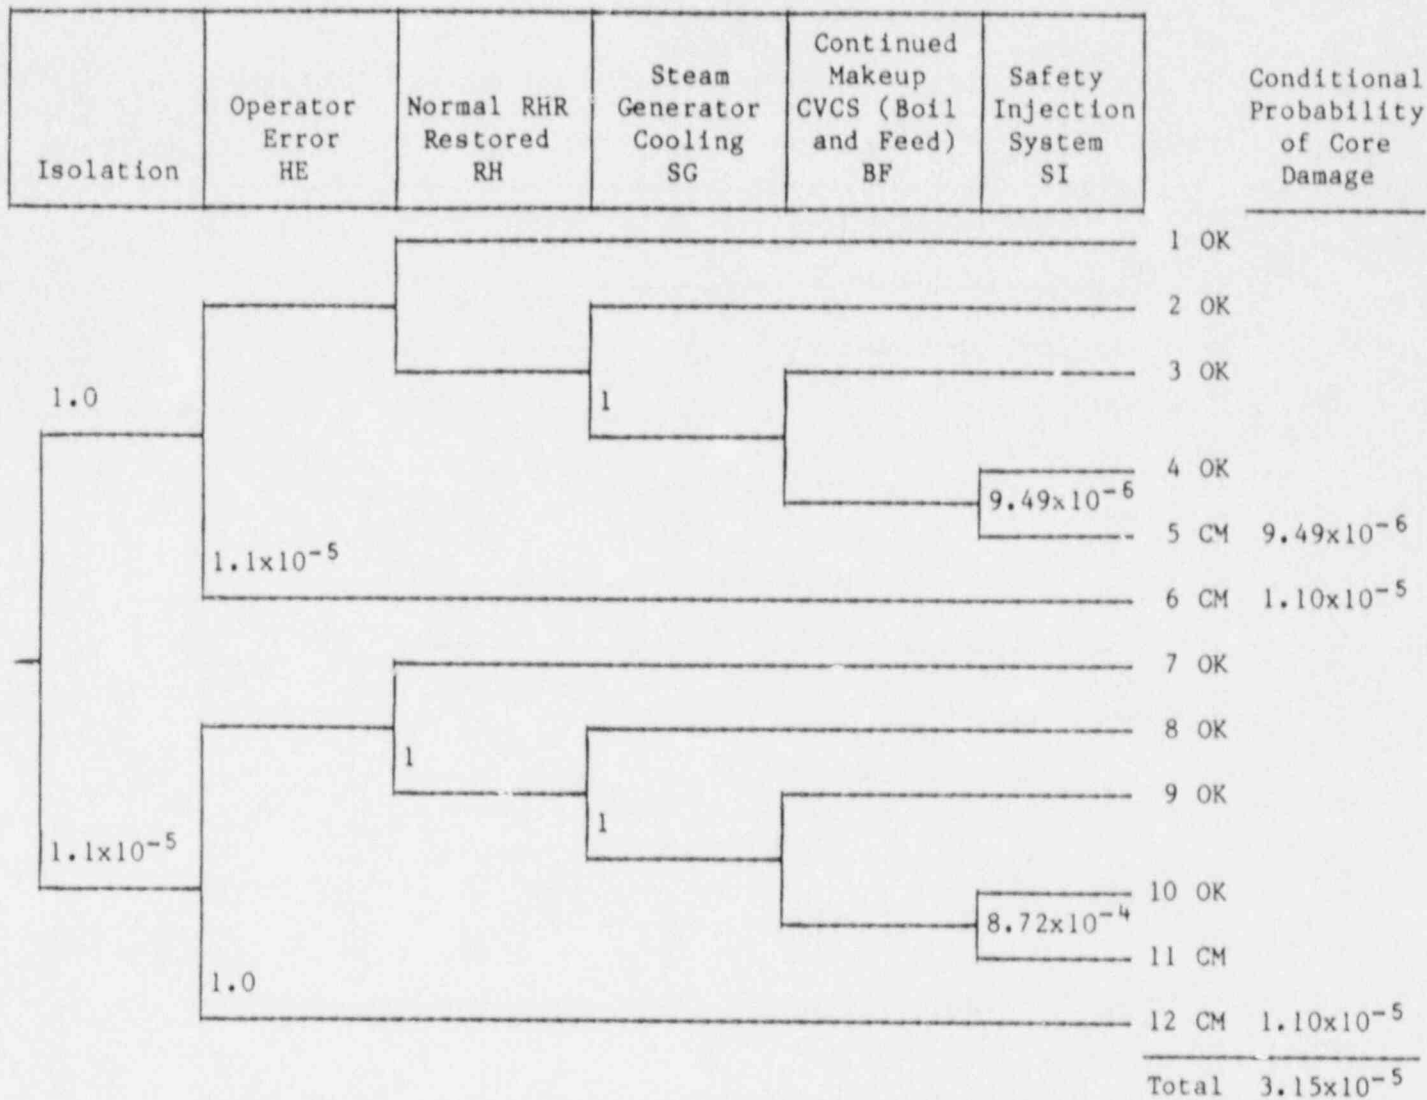 Isolation
Operator
Error
HE
Normal RHR
Restored
RH
Steam
Generator
Cooling
SG
Continued
Makeup
CVCS (Boil
and Feed)
BF
Safety
Injection
System
SI
Conditional
Probability
of Core
Damage
1 OK
2 OK
3 OK
1.0
1
4 OK
9.49x10⁻⁶
5 CM 9.49x10⁻⁶
1.1x10⁻⁵
6 CM 1.10x10⁻⁵
7 OK
8 OK
1
9 OK
1
1.1x10⁻⁵
10 OK
8.72x10⁻⁴
11 CM
1.0
12 CM 1.10x10⁻⁵
Total 3.15x10⁻⁵